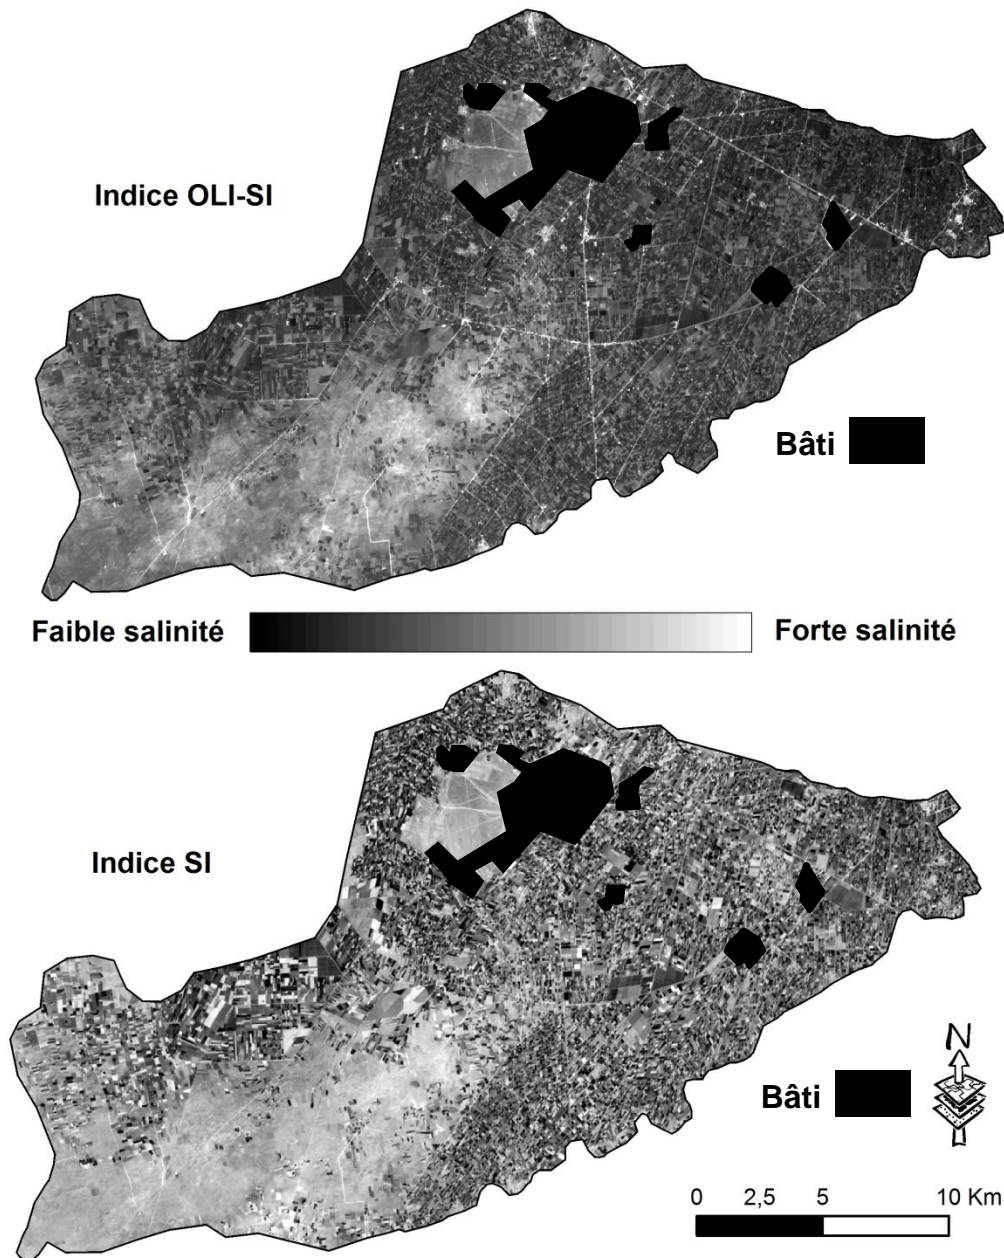 Indice OLI-SI
Bâti
Faible salinité Forte salinité
Indice SI
N
Bâti
0 2,5 5 10 Km